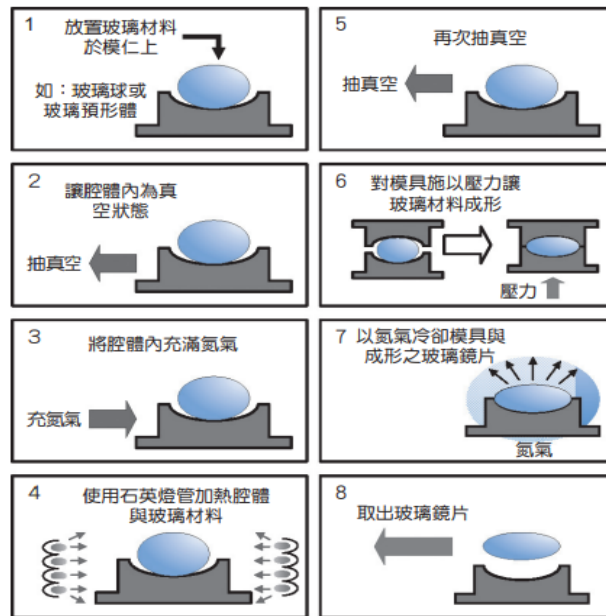 1
放置玻璃材料
於模仁上
如：玻璃球或
玻璃預形體
2
讓腔體內為真
空狀態
抽真空
3
將腔體內充滿氮氣
充氮氣
4
使用石英燈管加熱腔體
與玻璃材料
5
再次抽真空
抽真空
6
對模具施以壓力讓
玻璃材料成形
壓力
7
以氮氣冷卻模具與
成形之玻璃鏡片
氮氣
8
取出玻璃鏡片